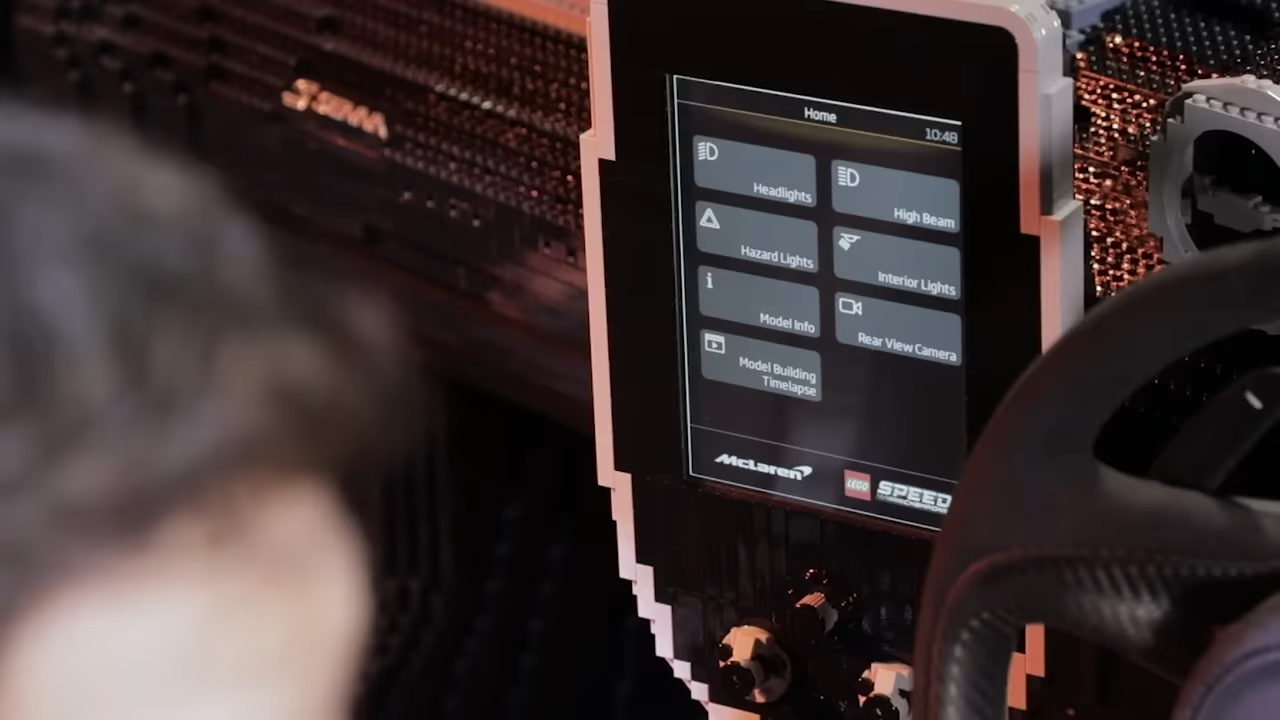 Home
10:48
Headlights
High Beam
Hazard Lights
Interior Lights
Model Info
Rear View Camera
Model Building
Timelapse
McLaren
LEGO
SPEED
CHAMPIONS